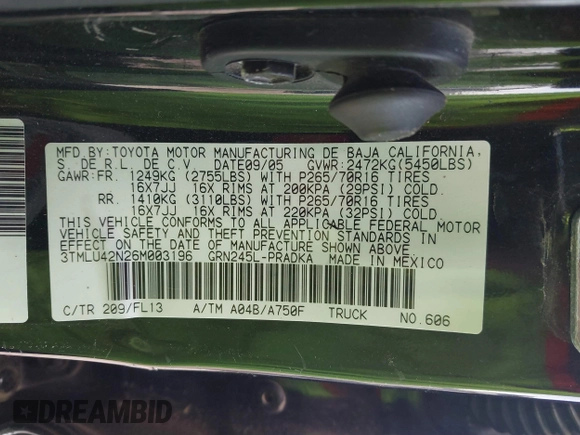 MFD.BY:TOYOTA MOTOR MANUFACTURING DE BAJA CALIFORNIA,
S. DE R.L. DE C.V. DATE09/05 GVWR:2472KG(5450LBS)
GAWR:FR. 1249KG (2755LBS) WITH P265/70R16 TIRES
16X7JJ 16X RIMS AT 200KPA (29PSI) COLD.
RR. 1410KG (3110LBS) WITH P265/70R16 TIRES
16X7JJ 16X RIMS AT 220KPA (32PSI) COLD.
THIS VEHICLE CONFORMS TO ALL APPLICABLE FEDERAL MOTOR
VEHICLE SAFETY AND THEFT PREVENTION STANDARDS IN
EFFECT ON THE DATE OF MANUFACTURE SHOWN ABOVE.
3TMLU42N26M003196 GRN245L-PRADKA MADE IN MEXICO
C/TR 209/FL13 A/TM A04B/A750F TRUCK NO.606
DREAMBID